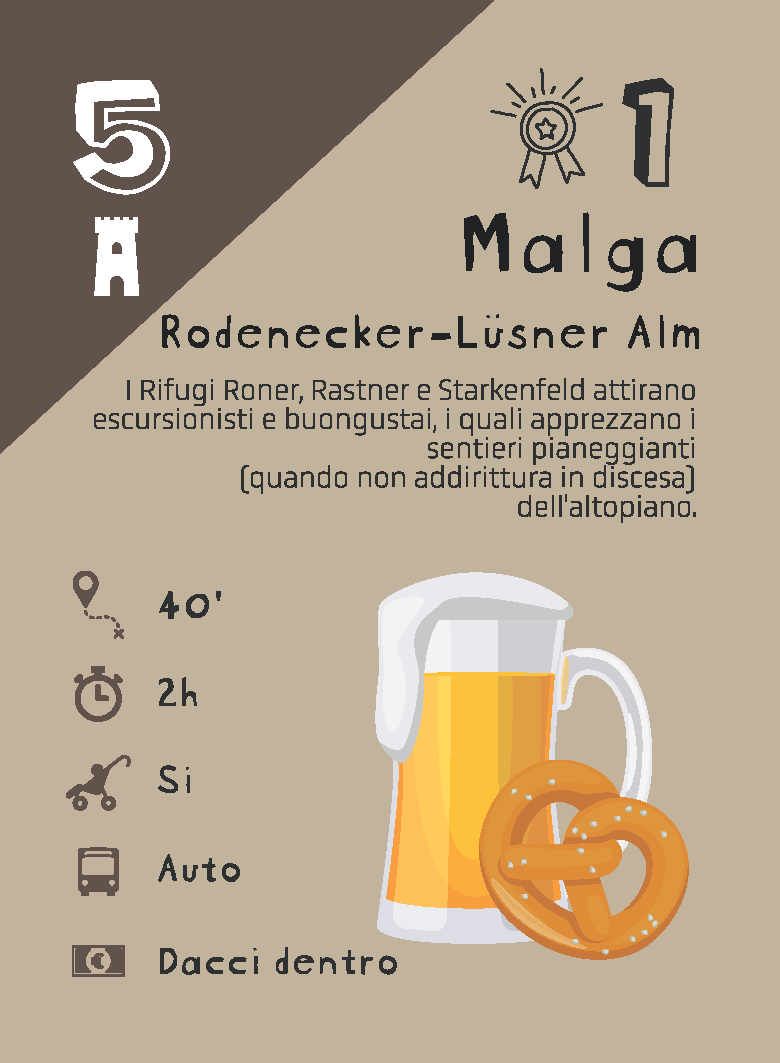 5
1
Malga
Rodenecker-Lüsner Alm
I Rifugi Roner, Rastner e Starkenfeld attirano
escursionisti e buongustai, i quali apprezzano i
sentieri pianeggianti
(quando non addirittura in discesa)
dell'altopiano.
40'
2h
Si
Auto
€
Dacci dentro